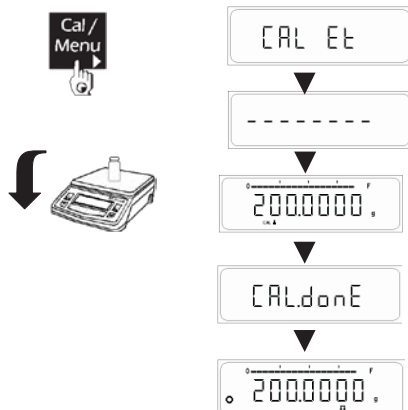 Cal /
Menu
CAL Et
--------
0 F
200.0000 g
CAL
CAL.donE
0 F
200.0000 g